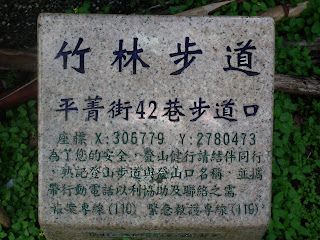 竹林步道
平菁街42巷步道口
座標 X:306779 Y:2780473
為了您的安全,登山健行請結伴同行
,熟記登山步道與登山口名稱,並攜
帶行動電話以利協助及聯絡之需
報案專線(110) 緊急救護專線(119)